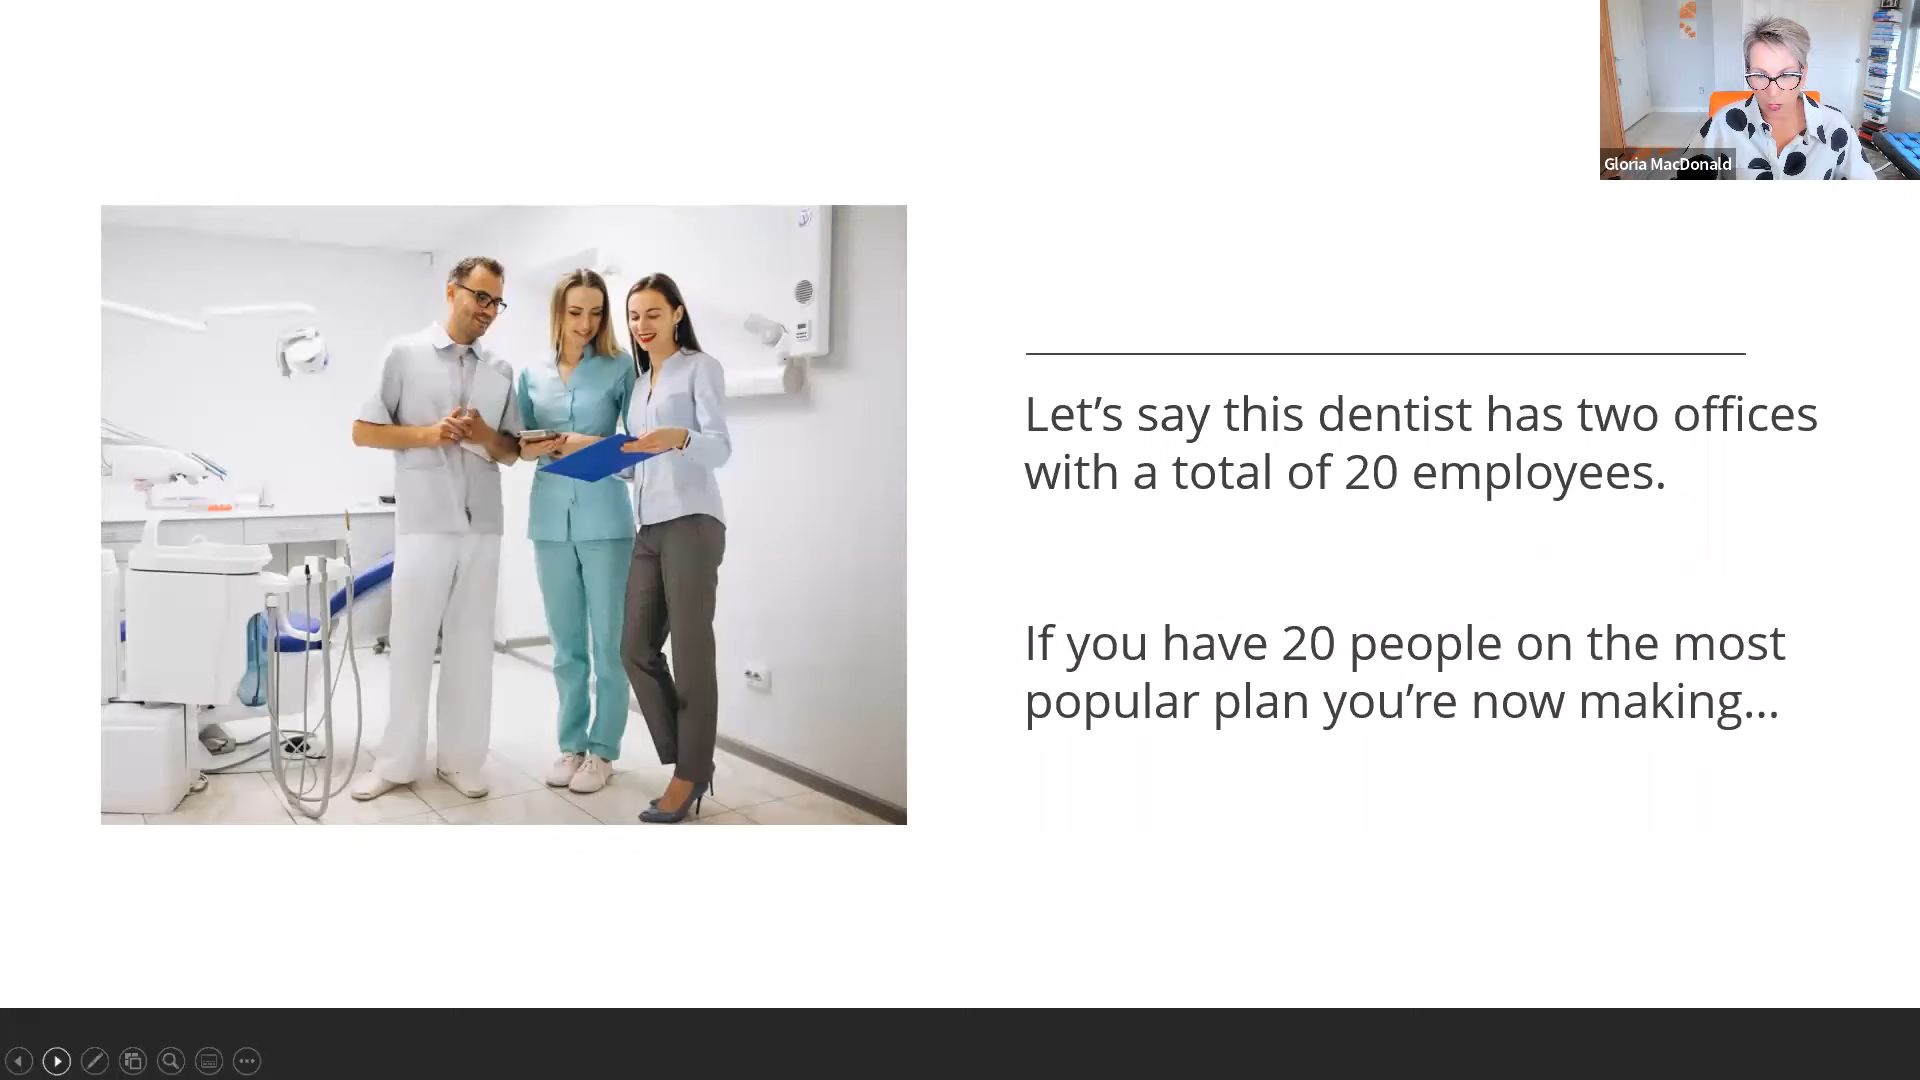 Gloria MacDonald
Let’s say this dentist has two offices
with a total of 20 employees.
If you have 20 people on the most
popular plan you’re now making...